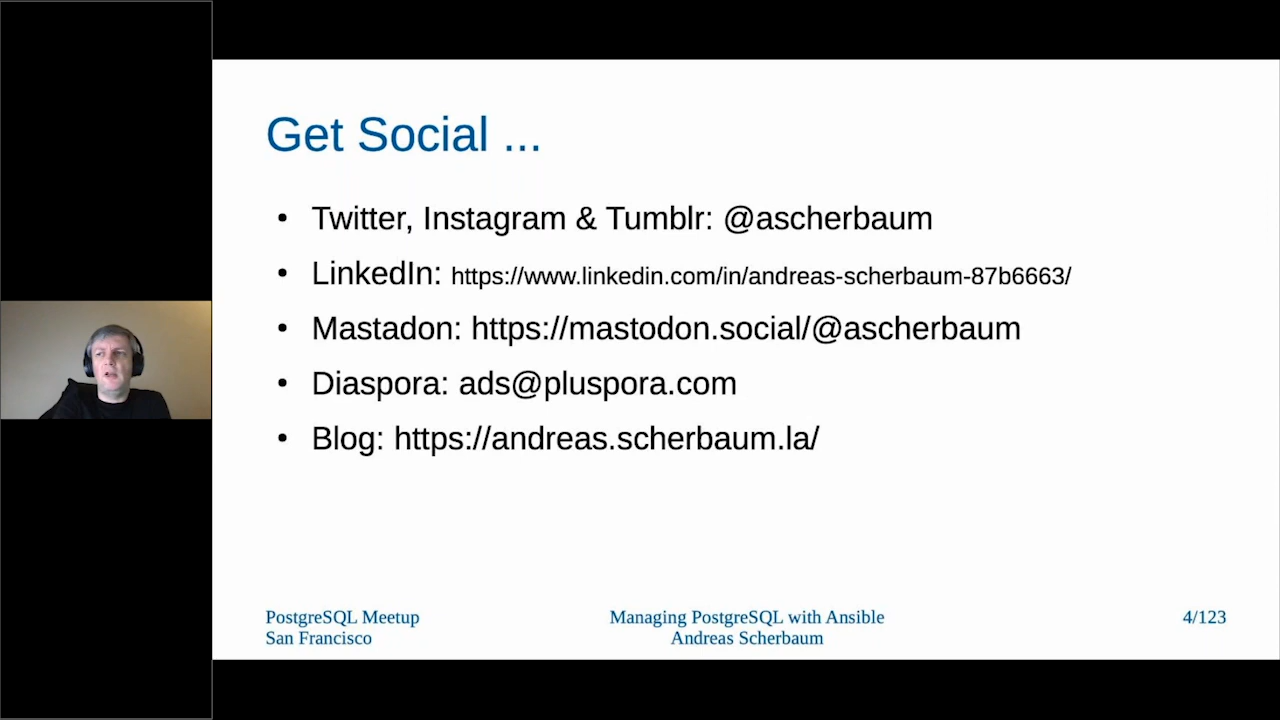 Get Social ...
• Twitter, Instagram & Tumblr: @ascherbaum
• LinkedIn: https://www.linkedin.com/in/andreas-scherbaum-87b6663/
• Mastadon: https://mastodon.social/@ascherbaum
• Diaspora: ads@pluspora.com
• Blog: https://andreas.scherbaum.la/
PostgreSQL Meetup
San Francisco
Managing PostgreSQL with Ansible
Andreas Scherbaum
4/123